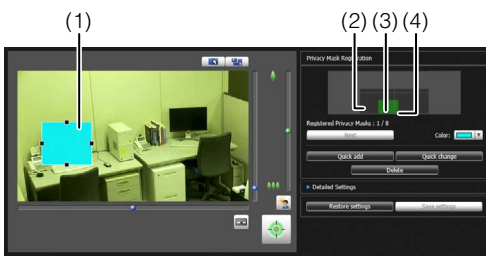 (1) (2) (3) (4)
Privacy Mask Registration
Registered Privacy Masks : 1 / 8
Next Color:
Quick add Quick change
Delete
Detailed Settings
Restore settings Save settings